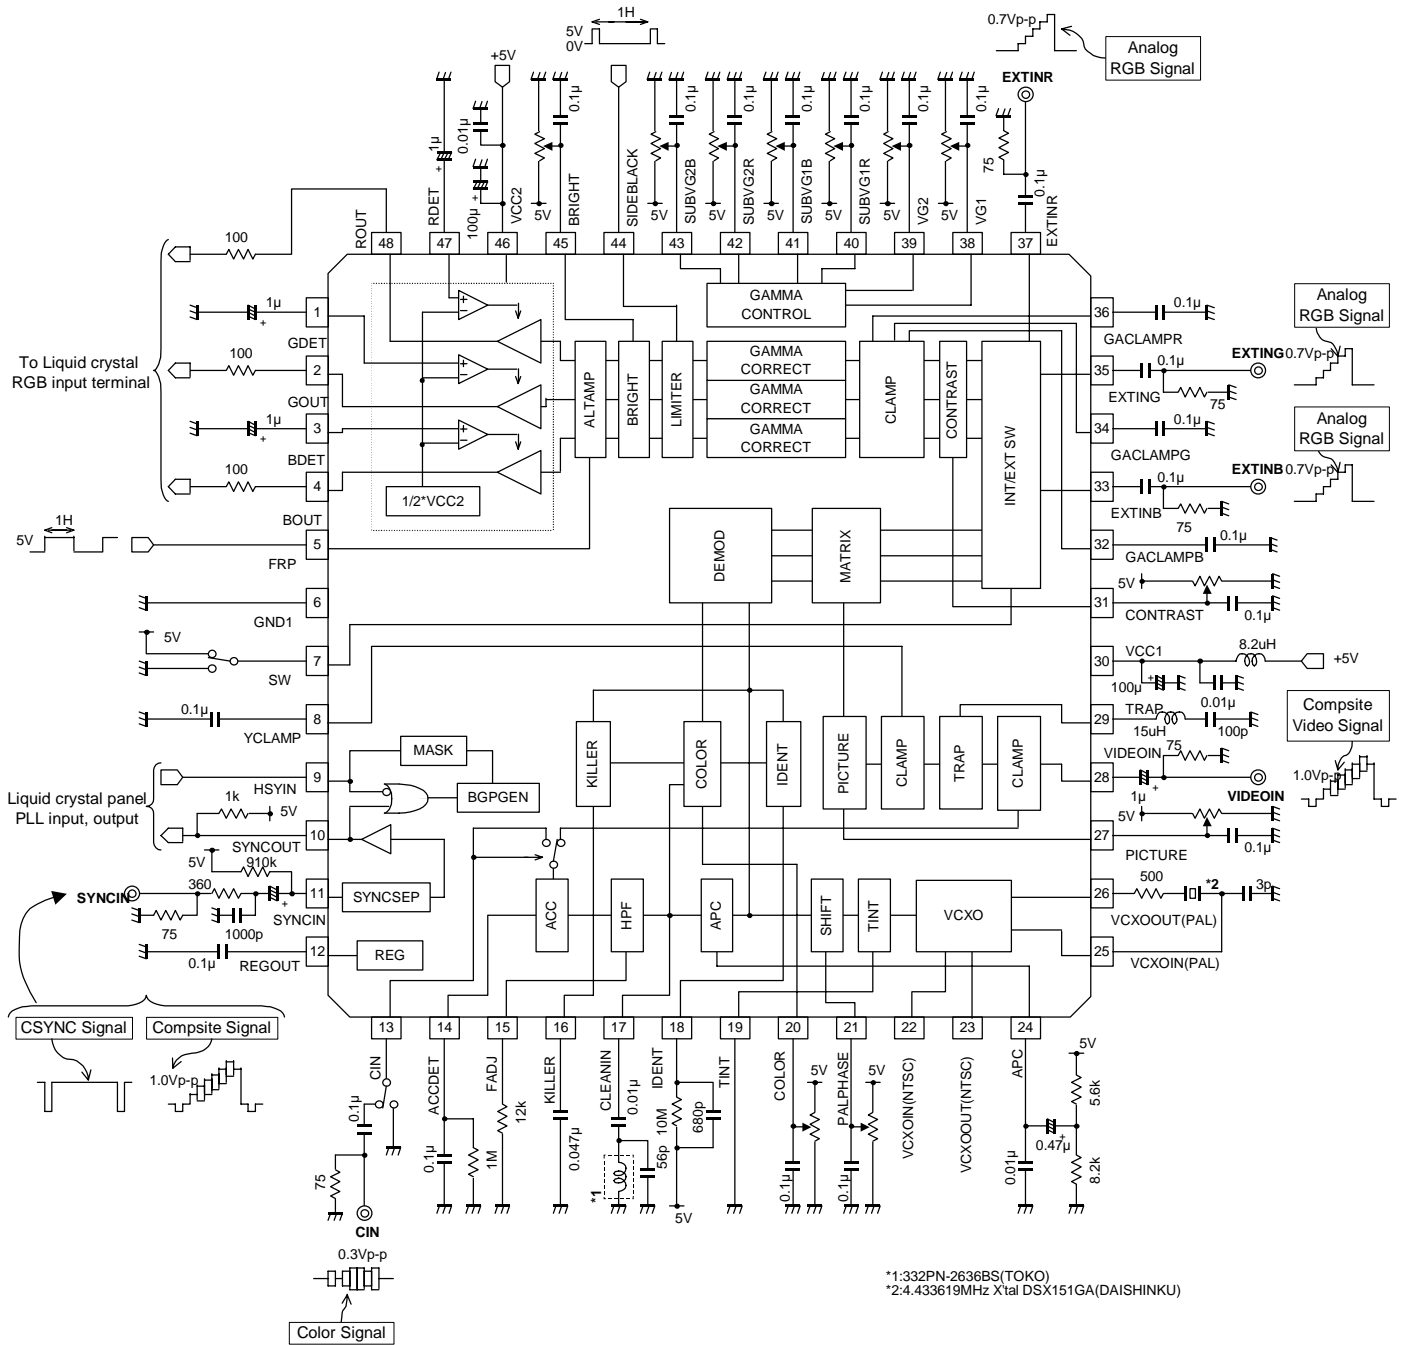 1H
5V
0V
0.7Vp-p
Analog
RGB Signal
+5V
EXTINR
1µ
0.01µ
100µ
0.1µ
0.1µ
0.1µ
0.1µ
0.1µ
0.1µ
0.1µ
75
0.1µ
5V
5V
5V
5V
5V
5V
5V
ROUT
RDET
VCC2
BRIGHT
SIDEBLACK
SUBVG2B
SUBVG2R
SUBVG1B
SUBVG1R
VG2
VG1
EXTINR
48
47
46
45
44
43
42
41
40
39
38
37
100
1µ
1
GDET
100
2
GOUT
1µ
3
BDET
100
4
BOUT
To Liquid crystal
RGB input terminal
1H
5V
5
FRP
6
GND1
5V
7
SW
0.1µ
8
YCLAMP
9
HSYIN
Liquid crystal panel
PLL input, output
1k
5V
10
SYNCOUT
5V
910k
SYNCIN
360
11
SYNCIN
75
1000p
12
0.1µ
REGOUT
GAMMA
CONTROL
GAMMA
CORRECT
GAMMA
CORRECT
GAMMA
CORRECT
ALTAMP
BRIGHT
LIMITER
CLAMP
CONTRAST
INT/EXT SW
1/2*VCC2
DEMOD
MATRIX
KILLER
COLOR
IDENT
PICTURE
CLAMP
TRAP
CLAMP
MASK
BGPGEN
SYNCSEP
REG
ACC
HPF
APC
SHIFT
TINT
VCXO
36
0.1µ
GACLAMPR
Analog
RGB Signal
35
0.1µ
EXTING
0.7Vp-p
EXTING
75
34
0.1µ
GACLAMPG
Analog
RGB Signal
33
0.1µ
EXTINB
0.7Vp-p
EXTINB
75
32
0.1µ
GACLAMPB
5V
31
CONTRAST
0.1µ
30
VCC1
8.2uH
+5V
100µ
0.01µ
29
TRAP
15uH
100p
Compsite
Video Signal
VIDEOIN
75
28
1.0Vp-p
VIDEOIN
1µ
5V
27
PICTURE
0.1µ
26
500
*2
3p
VCXOOUT(PAL)
25
VCXOIN(PAL)
13
14
15
16
17
18
19
20
21
22
23
24
CIN
ACCDET
FADJ
KILLER
CLEANIN
IDENT
TINT
COLOR
PALPHASE
VCXOIN(NTSC)
VCXOOUT(NTSC)
APC
CSYNC Signal
Compsite Signal
1.0Vp-p
0.1µ
75
CIN
0.3Vp-p
Color Signal
0.1µ
1M
12k
0.047µ
0.01µ
*1
56p
10M
680p
5V
5V
0.1µ
5V
0.1µ
5V
5.6k
0.47µ
0.01µ
8.2k
*1:332PN-2636BS(TOKO)
*2:4.433619MHz X'tal DSX151GA(DAISHINKU)